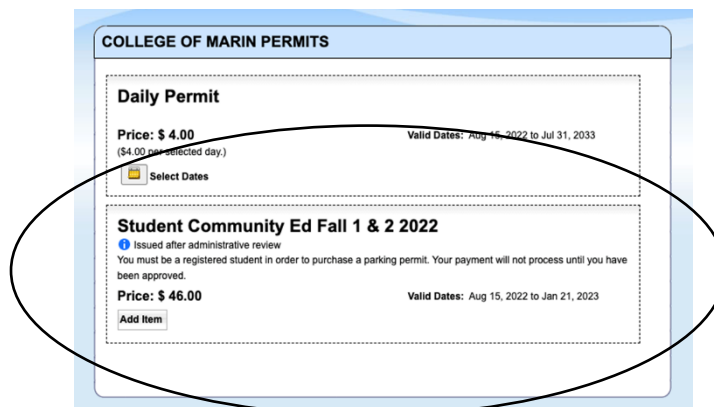 COLLEGE OF MARIN PERMITS
Daily Permit
Price: $ 4.00
Valid Dates: Aug 15, 2022 to Jul 31, 2033
($4.00 per selected day.)
Select Dates
Student Community Ed Fall 1 & 2 2022
Issued after administrative review
You must be a registered student in order to purchase a parking permit. Your payment will not process until you have
been approved.
Price: $ 46.00
Valid Dates: Aug 15, 2022 to Jan 21, 2023
Add Item